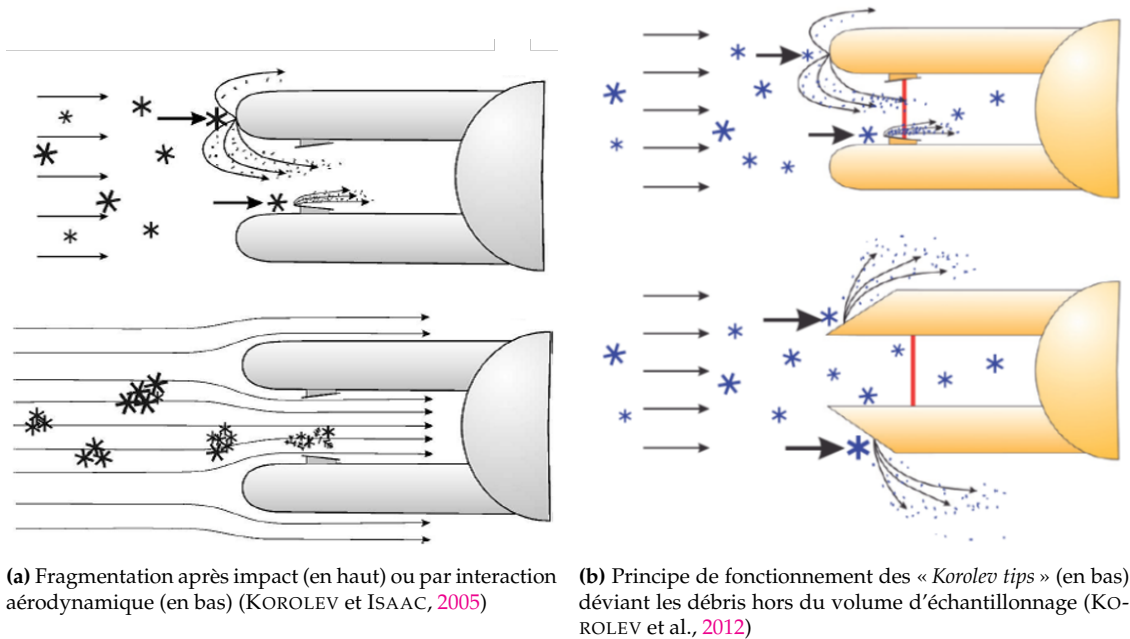 (a) Fragmentation après impact (en haut) ou par interaction
aérodynamique (en bas) (KOROLEV et ISAAC, 2005)
(b) Principe de fonctionnement des « Korolev tips » (en bas)
déviant les débris hors du volume d'échantillonnage (KO-
ROLEV et al., 2012)